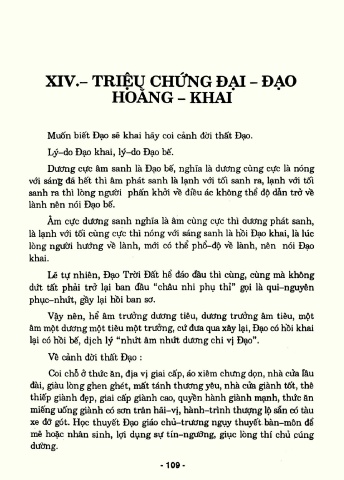 XIV.– TRIỆU CHỨNG ĐẠI – ĐẠO
HOẰNG – KHAI
Muốn biết Đạo sẽ khai hãy coi cảnh đời thất Đạo.
Lý–do Đạo khai, lý–do Đạo bế.
Dương cực âm sanh là Đạo bế, nghĩa là dương cùng cực là nóng
với sáng đã hết thì âm phát sanh là lạnh với tối sanh ra, lạnh với tối
sanh ra thì lòng người phấn khởi về điều ác không thể độ dẫn trở về
lành nên nói Đạo bế.
Âm cực dương sanh nghĩa là âm cùng cực thì dương phát sanh,
là lạnh với tối cùng cực thì nóng với sáng sanh là hồi Đạo khai, là lúc
lòng người hướng về lành, mới có thể phổ–độ về lành, nên nói Đạo
khai.
Lẽ tự nhiên, Đạo Trời Đất hễ đáo đầu thì cùng, cùng mà không
dứt tất phải trở lại ban đầu “châu nhi phụ thỉ” gọi là qui–nguyên
phục–nhứt, gầy lại hồi ban sơ.
Vậy nên, hễ âm trưởng dương tiêu, dương trưởng âm tiêu, một
âm một dương một tiêu một trưởng, cứ đưa qua xây lại, Đạo có hồi khai
lại có hồi bế, dịch lý “nhứt âm nhứt dương chi vị Đạo”.
Về cảnh đời thất Đạo :
Coi chỗ ở thức ăn, địa vị giai cấp, áo xiêm chưng dọn, nhà cửa lầu
đài, giàu lòng ghen ghét, mất tánh thương yêu, nhà cửa giành tốt, thê
thiếp giành đẹp, giai cấp giành cao, quyền hành giành mạnh, thức ăn
miếng uống giành có sơn trân hải–vị, hành–trình thượng lộ sẵn có tàu
xe đỡ gót. Học thuyết Đạo giáo chủ–trương ngụy thuyết bàn–môn để
mê hoặc nhân sinh, lợi dụng sự tín–ngưỡng, giục lòng thí chủ cúng
dường.
- 109 -